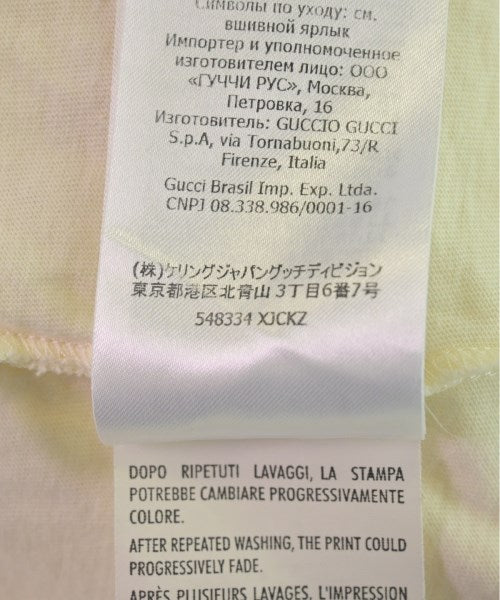 Символы по уходу: см.
вшивной ярлык
Импортер и уполномоченное
изготовителем лицо: ООО
«ГУЧЧИ РУС», Москва,
Петровка, 16
Изготовитель: GUCCIO GUCCI
S.p.A, via Tornabuoni,73/R
Firenze, Italia
Gucci Brasil Imp. Exp. Ltda.
CNPJ 08.338.986/0001-16
(株)ケリングジャパングッチディビジョン
東京都港区北青山3丁目6番7号
548334 XJCKZ
DOPO RIPETUTI LAVAGGI, LA STAMPA
POTREBBE CAMBIARE PROGRESSIVAMENTE
COLORE.
AFTER REPEATED WASHING, THE PRINT COULD
PROGRESSIVELY FADE.
APRÈS PLUSIEURS LAVAGES, L'IMPRESSION